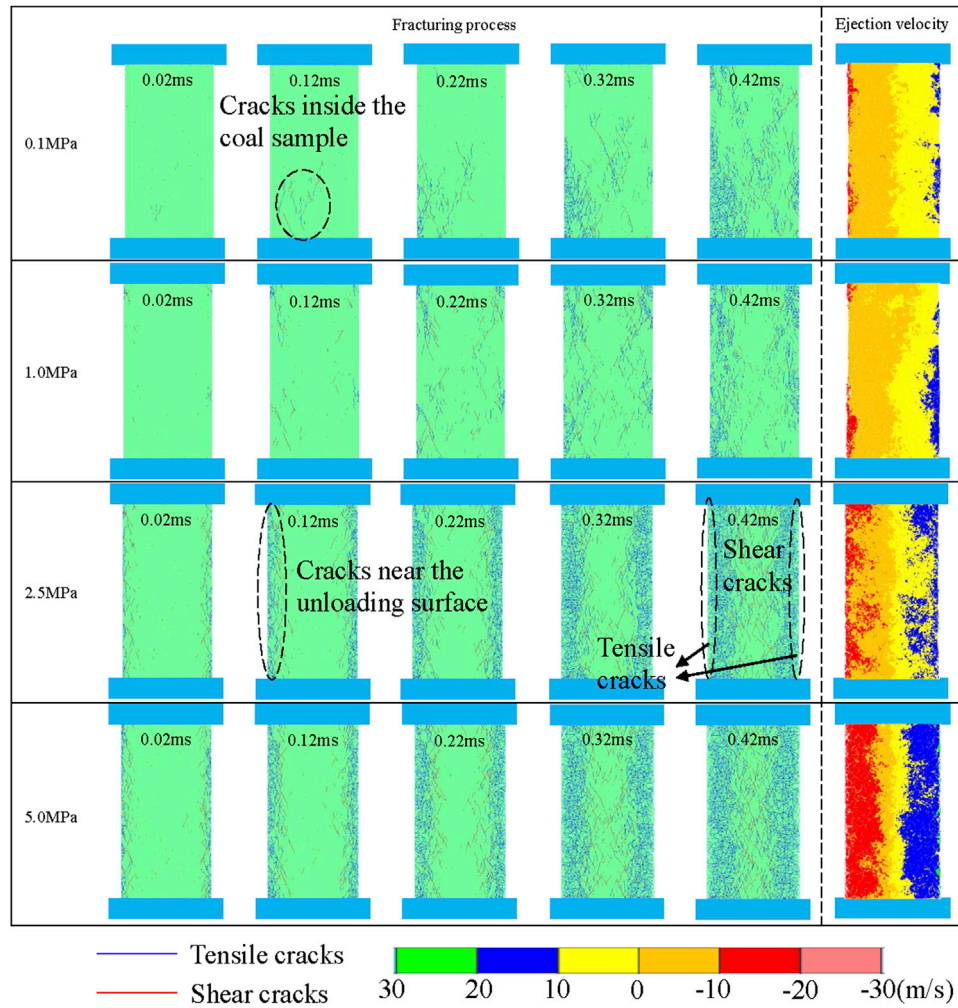 Fracturing process
Ejection velocity
0.1MPa
0.02ms
0.12ms
0.22ms
0.32ms
0.42ms
Cracks inside the
coal sample
1.0MPa
0.02ms
0.12ms
0.22ms
0.32ms
0.42ms
2.5MPa
0.02ms
0.12ms
0.22ms
0.32ms
0.42ms
Cracks near the
unloading surface
Shear
cracks
Tensile
cracks
5.0MPa
0.02ms
0.12ms
0.22ms
0.32ms
0.42ms
Tensile cracks
Shear cracks
30 20 10 0 -10 -20 -30(m/s)